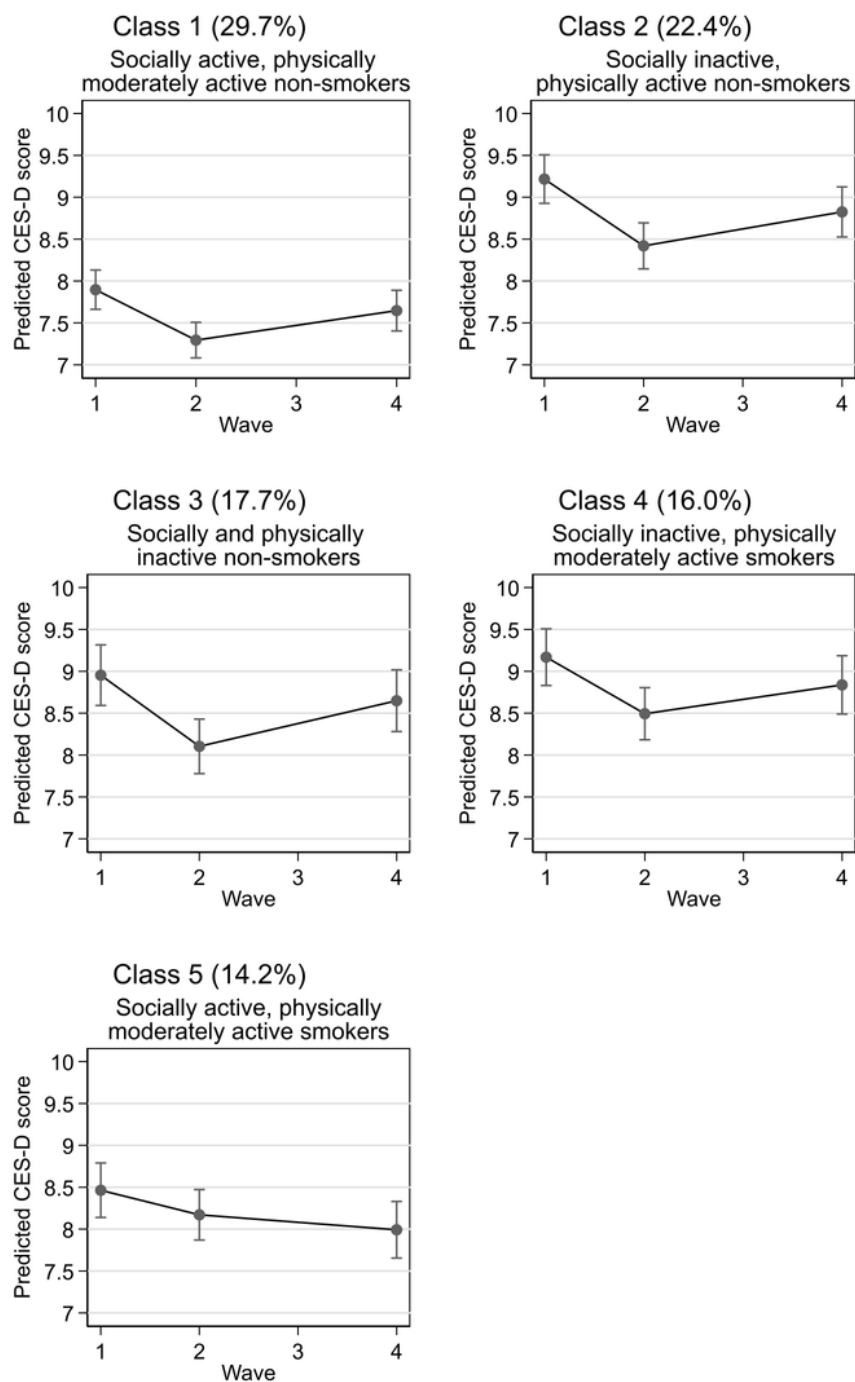 Class 1 (29.7%)
Socially active, physically
moderately active non-smokers
Predicted CES-D score
10
9.5
9
8.5
8
7.5
7
1 2 3 4
Wave
Class 2 (22.4%)
Socially inactive,
physically active non-smokers
Predicted CES-D score
10
9.5
9
8.5
8
7.5
7
1 2 3 4
Wave
Class 3 (17.7%)
Socially and physically
inactive non-smokers
Predicted CES-D score
10
9.5
9
8.5
8
7.5
7
1 2 3 4
Wave
Class 4 (16.0%)
Socially inactive, physically
moderately active smokers
Predicted CES-D score
10
9.5
9
8.5
8
7.5
7
1 2 3 4
Wave
Class 5 (14.2%)
Socially active, physically
moderately active smokers
Predicted CES-D score
10
9.5
9
8.5
8
7.5
7
1 2 3 4
Wave